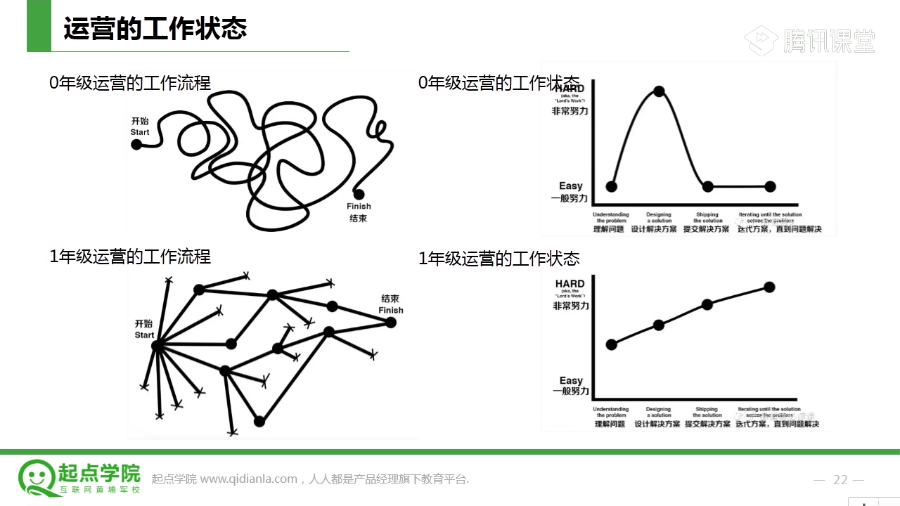 运营的工作状态
腾讯课堂
0年级运营的工作流程
开始
Start
Finish
结束
0年级运营的工作状态
HARD
(aka, the
"Lord's Work")
非常努力
Easy
一般努力
Understanding
the problem
理解问题
Designing
a solution
设计解决方案
Shipping
the solution
提交解决方案
Iterating until the solution
solves the problem
迭代方案，直到问题解决
1年级运营的工作流程
开始
Start
结束
Finish
1年级运营的工作状态
HARD
(aka, the
"Lord's Work")
非常努力
Easy
一般努力
Understanding
the problem
理解问题
Designing
a solution
设计解决方案
Shipping
the solution
提交解决方案
Iterating until the solution
solves the problem
迭代方案，直到问题解决
起点学院
互联网黄埔军校
起点学院 www.qidianla.com，人人都是产品经理旗下教育平台.
— 22 —